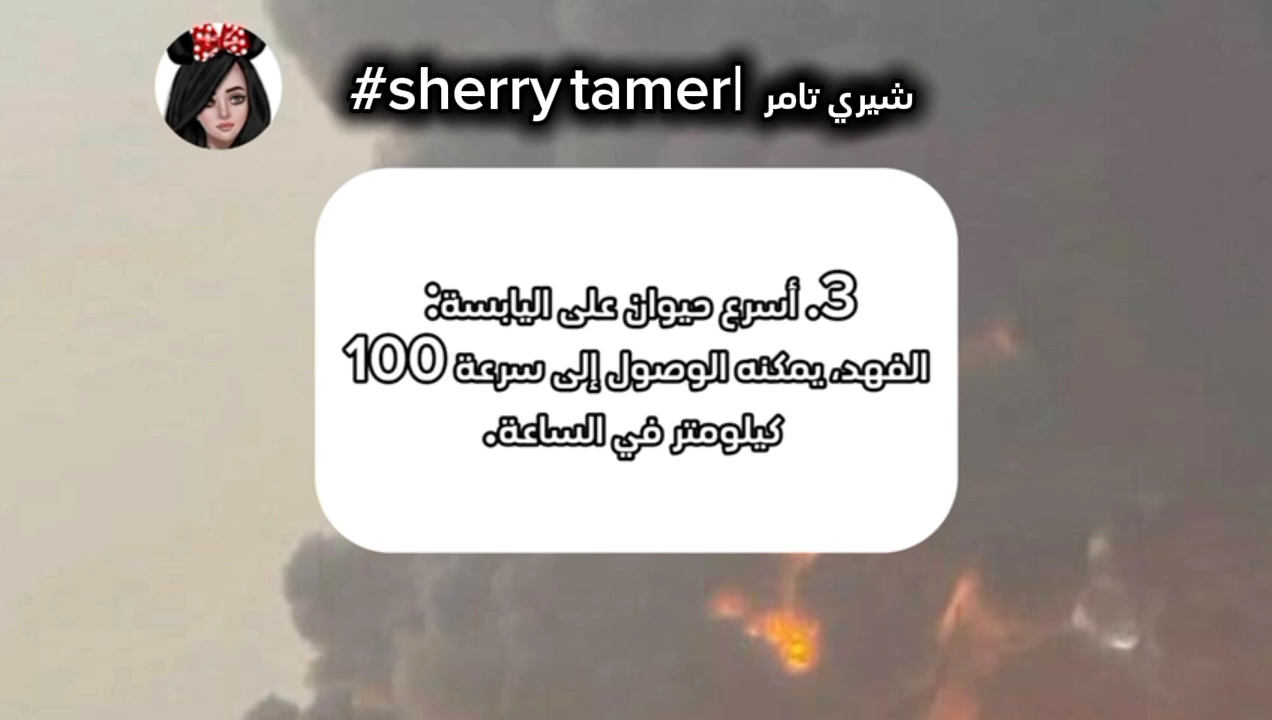 #sherry tamer| شيري تامر
3. أسرع حيوان على اليابسة:
الفهد، يمكنه الوصول إلى سرعة 100
كيلومتر في الساعة.